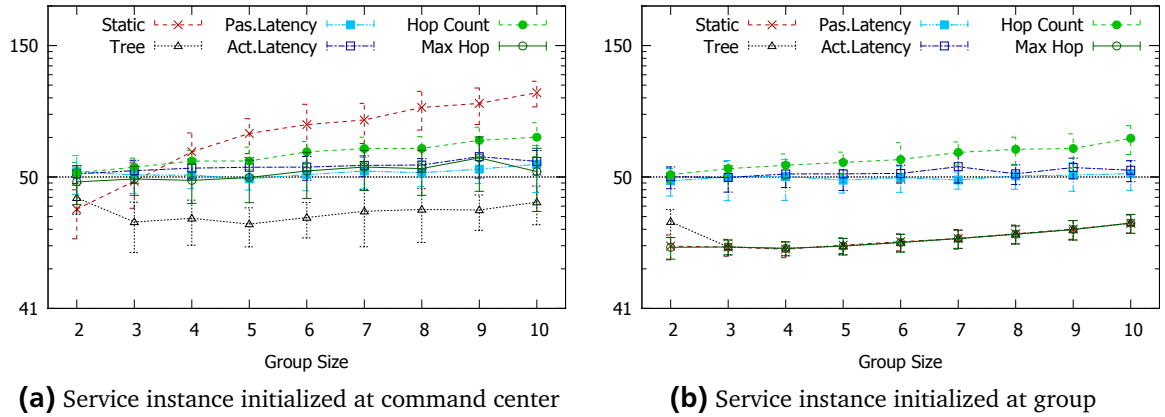 Static Pas.Latency Hop Count
Tree Act.Latency Max Hop
150
50
41
2 3 4 5 6 7 8 9 10
Group Size
(a) Service instance initialized at command center
Static Pas.Latency Hop Count
Tree Act.Latency Max Hop
150
50
41
2 3 4 5 6 7 8 9 10
Group Size
(b) Service instance initialized at group